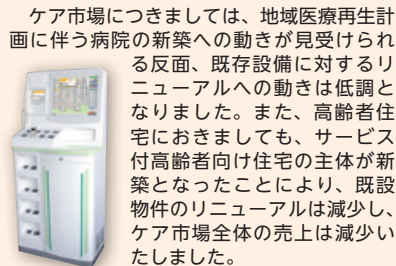 ケア市場につきましては、地域医療再生計
画に伴う病院の新築への動きが見受けられ
る反面、既存設備に対するリ
ニューアルへの動きは低調と
なりました。また、高齢者住
宅におきましても、サービス
付高齢者向け住宅の主体が新
築となったことにより、既設
物件のリニューアルは減少し、
ケア市場全体の売上は減少い
たしました。